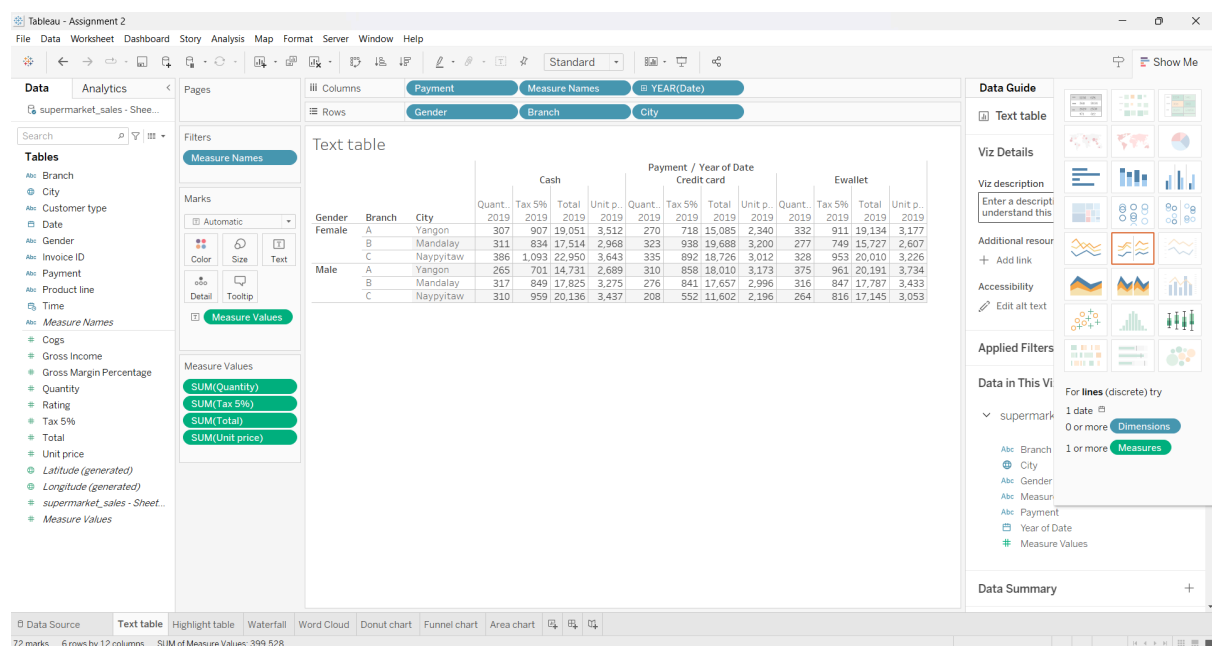 Tableau - Assignment 2
File Data Worksheet Dashboard Story Analysis Map Format Server Window Help
Standard
Show Me
Data Analytics
supermarket_sales - Shee...
Search
Tables
Abc Branch
City
Abc Customer type
Date
Abc Gender
Abc Invoice ID
Abc Payment
Abc Product line
Time
Abc Measure Names
# Cogs
# Gross Income
# Gross Margin Percentage
# Quantity
# Rating
# Tax 5%
# Total
# Unit price
Latitude (generated)
Longitude (generated)
# supermarket_sales - Sheet...
# Measure Values
Pages
Filters
Measure Names
Marks
Automatic
Color Size Text
Detail Tooltip
Measure Values
Measure Values
SUM(Quantity)
SUM(Tax 5%)
SUM(Total)
SUM(Unit price)
Columns Payment Measure Names YEAR(Date)
Rows Gender Branch City
Text table
Payment / Year of Date
Cash Credit card Ewallet
Quant.. Tax 5% Total Unit p.. Quant.. Tax 5% Total Unit p.. Quant.. Tax 5% Total Unit p..
Gender Branch City 2019 2019 2019 2019 2019 2019 2019 2019 2019 2019 2019 2019
Female A Yangon 307 907 19,051 3,512 270 718 15,085 2,340 332 911 19,134 3,177
B Mandalay 311 834 17,514 2,968 323 938 19,688 3,200 277 749 15,727 2,607
C Naypyitaw 386 1,093 22,950 3,643 335 892 18,726 3,012 328 953 20,010 3,226
Male A Yangon 265 701 14,731 2,689 310 858 18,010 3,173 375 961 20,191 3,734
B Mandalay 317 849 17,825 3,275 276 841 17,657 2,996 316 847 17,787 3,433
C Naypyitaw 310 959 20,136 3,437 208 552 11,602 2,196 264 816 17,145 3,053
Data Guide
Text table
Viz Details
Viz description
Enter a descripti
understand this
Additional resour
+ Add link
Accessibility
Edit alt text
Applied Filters
Data in This Vi
supermark
Abc Branch
City
Abc Gender
Abc Measur
Abc Payment
Year of Date
# Measure Values
Data Summary
For lines (discrete) try
1 date
0 or more Dimensions
1 or more Measures
Data Source Text table Highlight table Waterfall Word Cloud Donut chart Funnel chart Area chart
72 marks 6 rows by 12 columns SUM of Measure Values: 399,528